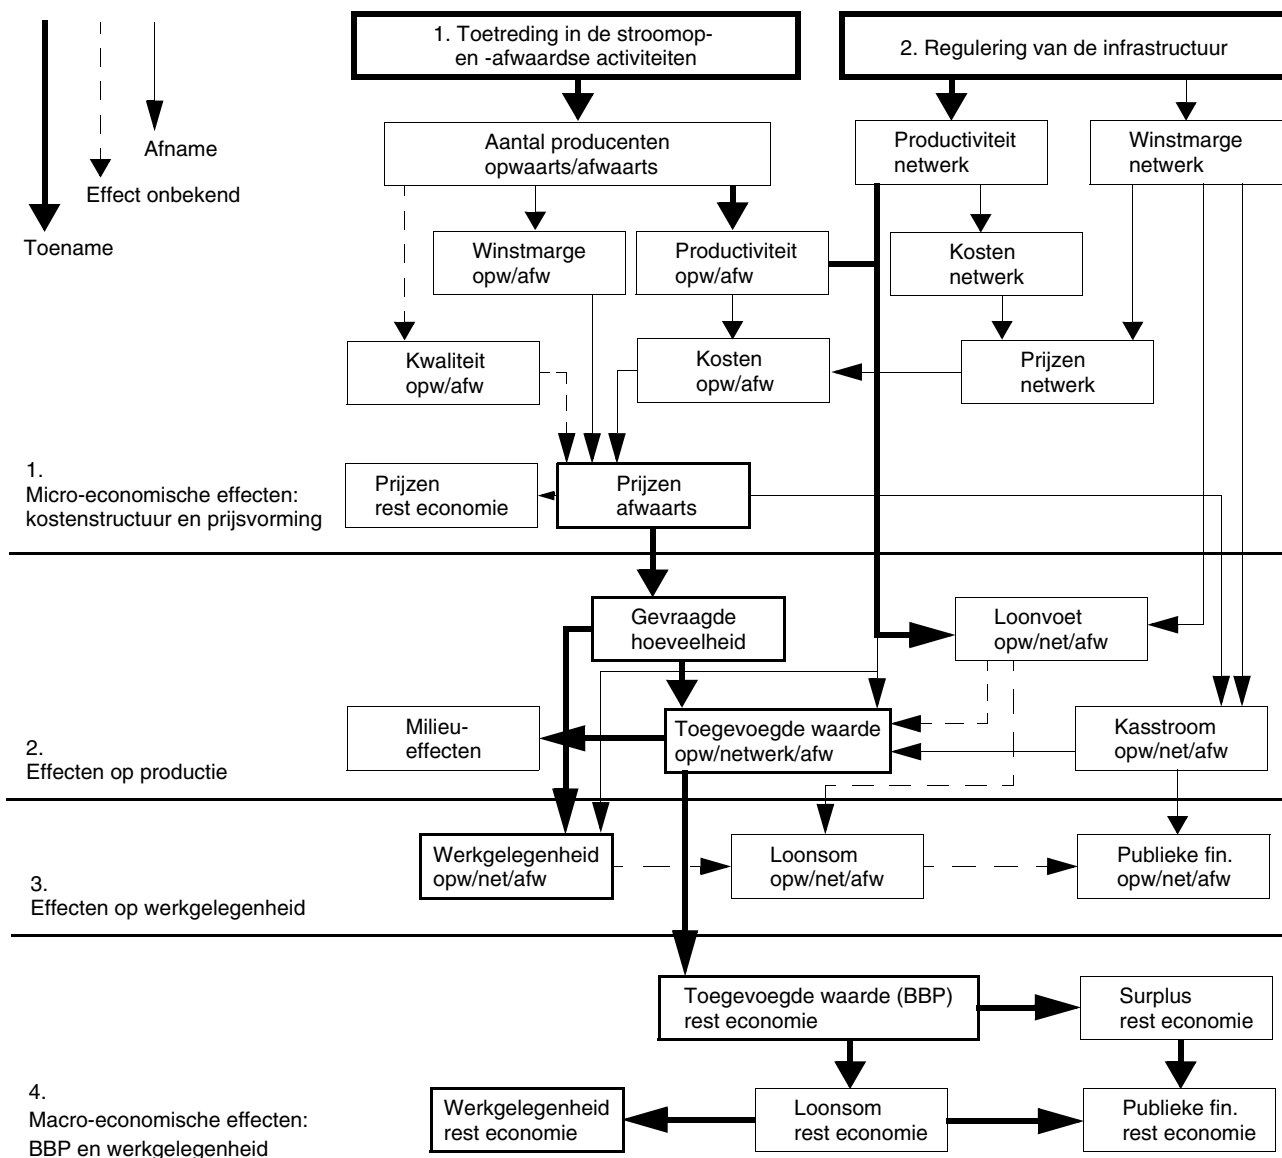 1. Toetreding in de stroomop-
en -afwaardse activiteiten
2. Regulering van de infrastructuur
Afname
Effect onbekend
Toename
Aantal producenten
opwaarts/afwaarts
Productiviteit
netwerk
Winstmarge
netwerk
Winstmarge
opw/afw
Productiviteit
opw/afw
Kosten
netwerk
Kwaliteit
opw/afw
Kosten
opw/afw
Prijzen
netwerk
1.
Micro-economische effecten:
kostenstructuur en prijsvorming
Prijzen
rest economie
Prijzen
afwaarts
Gevraagde
hoeveelheid
Loonvoet
opw/net/afw
2.
Effecten op productie
Milieu-
effecten
Toegevoegde waarde
opw/netwerk/afw
Kasstroom
opw/net/afw
3.
Effecten op werkgelegenheid
Werkgelegenheid
opw/net/afw
Loonsom
opw/net/afw
Publieke fin.
opw/net/afw
Toegevoegde waarde (BBP)
rest economie
Surplus
rest economie
4.
Macro-economische effecten:
BBP en werkgelegenheid
Werkgelegenheid
rest economie
Loonsom
rest economie
Publieke fin.
rest economie